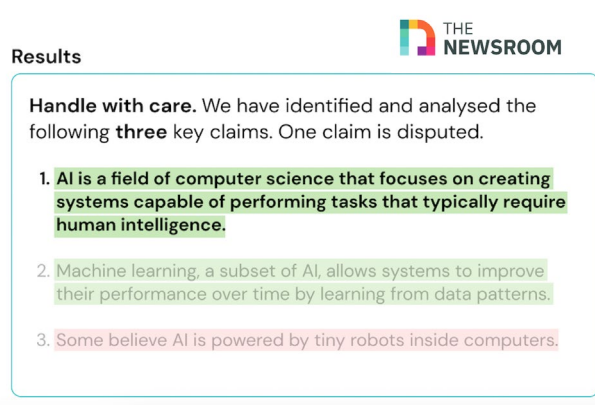 THE
NEWSROOM
Results
Handle with care. We have identified and analysed the
following three key claims. One claim is disputed.
1. AI is a field of computer science that focuses on creating
systems capable of performing tasks that typically require
human intelligence.
2. Machine learning, a subset of AI, allows systems to improve
their performance over time by learning from data patterns.
3. Some believe AI is powered by tiny robots inside computers.